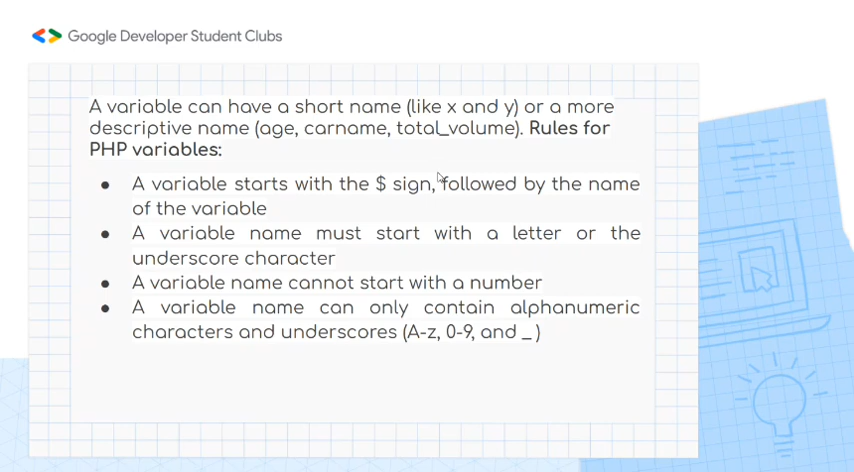 Google Developer Student Clubs
A variable can have a short name (like x and y) or a more
descriptive name (age, carname, total_volume). Rules for
PHP variables:
● A variable starts with the $ sign, followed by the name
of the variable
● A variable name must start with a letter or the
underscore character
● A variable name cannot start with a number
● A variable name can only contain alphanumeric
characters and underscores (A-z, 0-9, and _ )